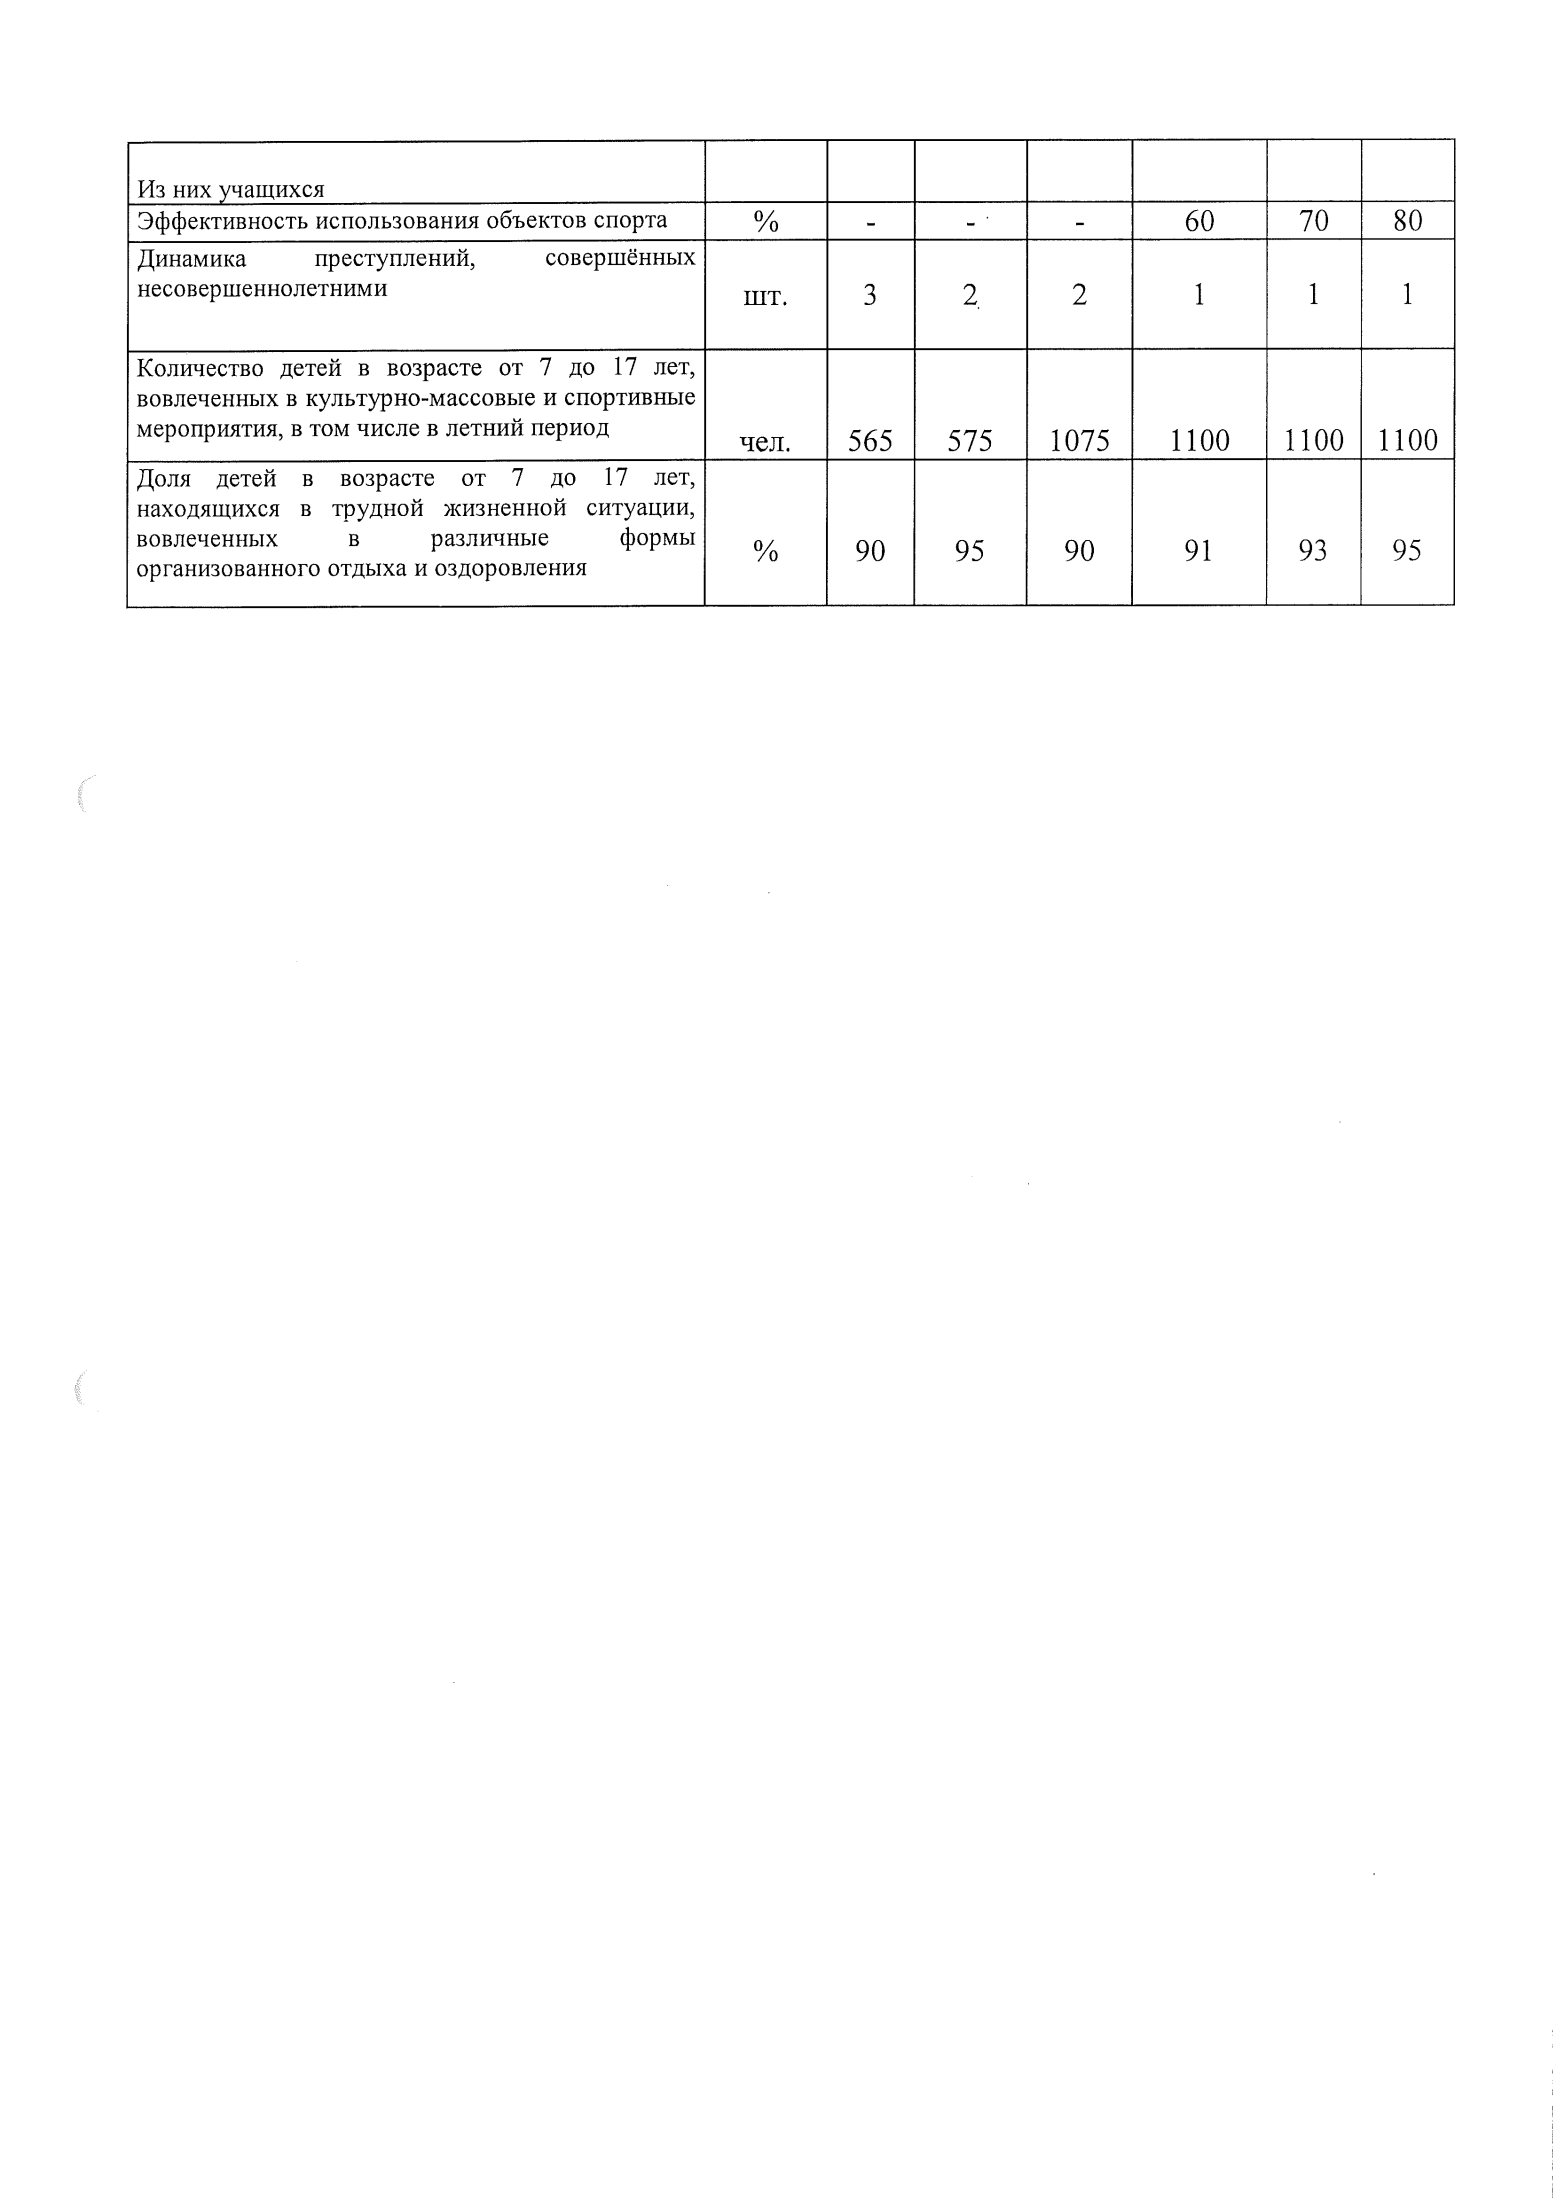 Из них учащихся
Эффективность использования объектов спорта % - - - 60 70 80
Динамика преступлений, совершённых
несовершеннолетними
шт. 3 2 2 1 1 1
Количество детей в возрасте от 7 до 17 лет,
вовлеченных в культурно-массовые и спортивные
мероприятия, в том числе в летний период
чел. 565 575 1075 1100 1100 1100
Доля детей в возрасте от 7 до 17 лет,
находящихся в трудной жизненной ситуации,
вовлеченных в различные формы
организованного отдыха и оздоровления
% 90 95 90 91 93 95